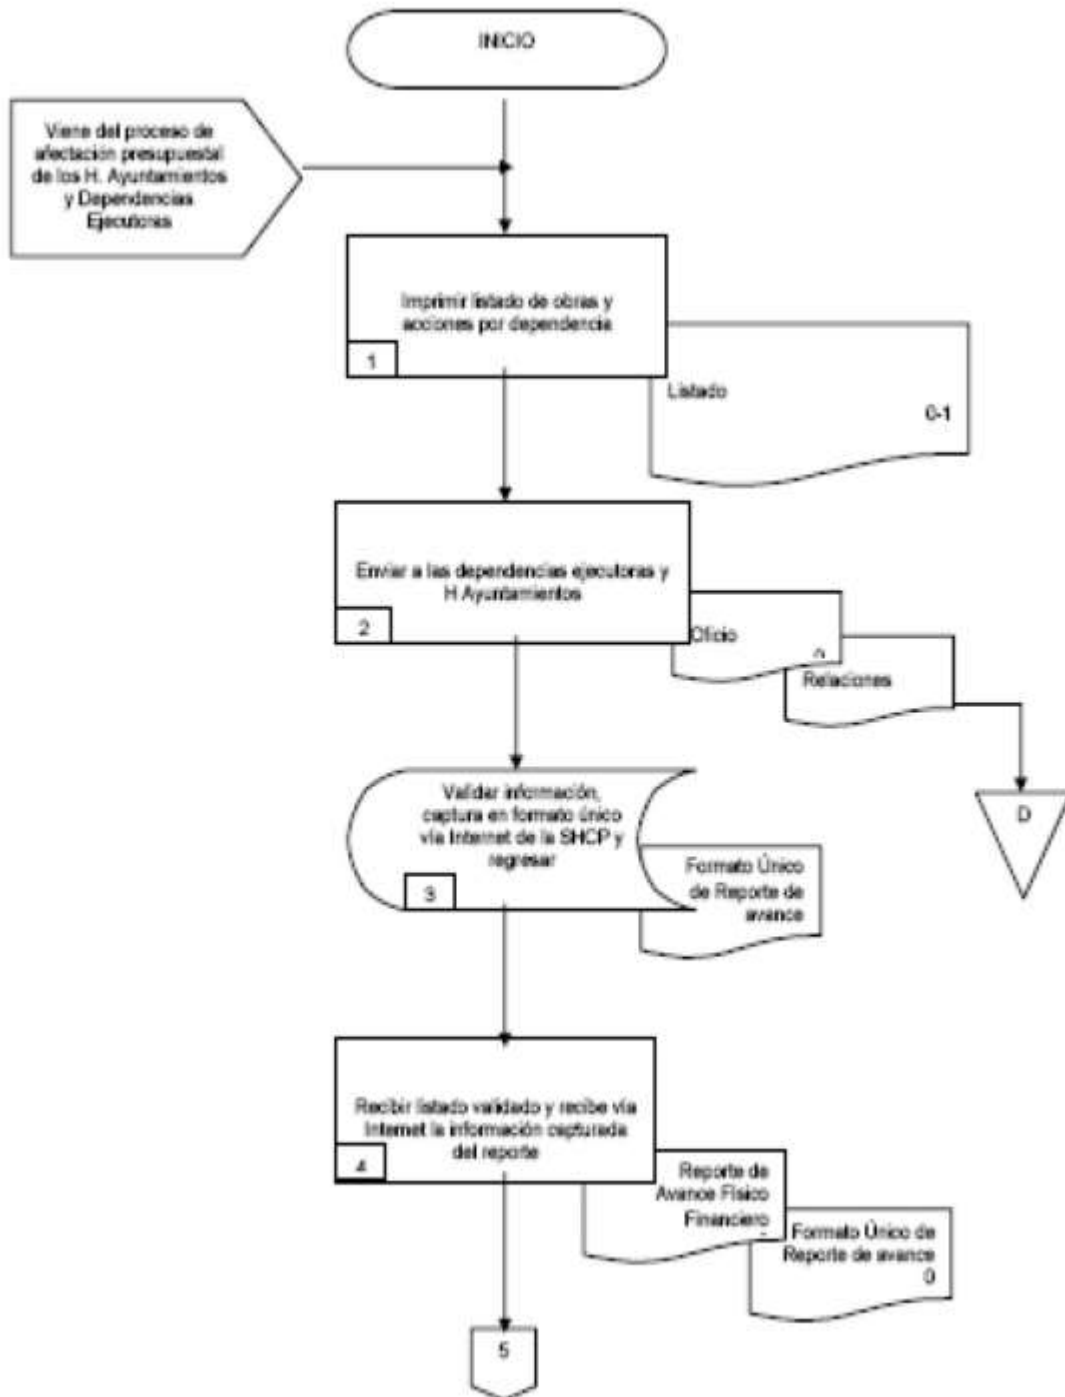 INICIO
Viene del proceso de
afectación presupuestal
de los H. Ayuntamientos
y Dependencias
Ejecutoras
Imprimir listado de obras y
acciones por dependencia
1
Listado
0-1
Enviar a las dependencias ejecutoras y
H Ayuntamientos
2
Oficio
Relaciones
D
Validar información,
captura en formato único
vía Internet de la SHCP y
regresar
3
Formato Único
de Reporte de
avance
Recibir listado validado y recibe vía
Internet la información capturada
del reporte
4
Reporte de
Avance Físico
Financiero
Formato Único de
Reporte de avance
0
5